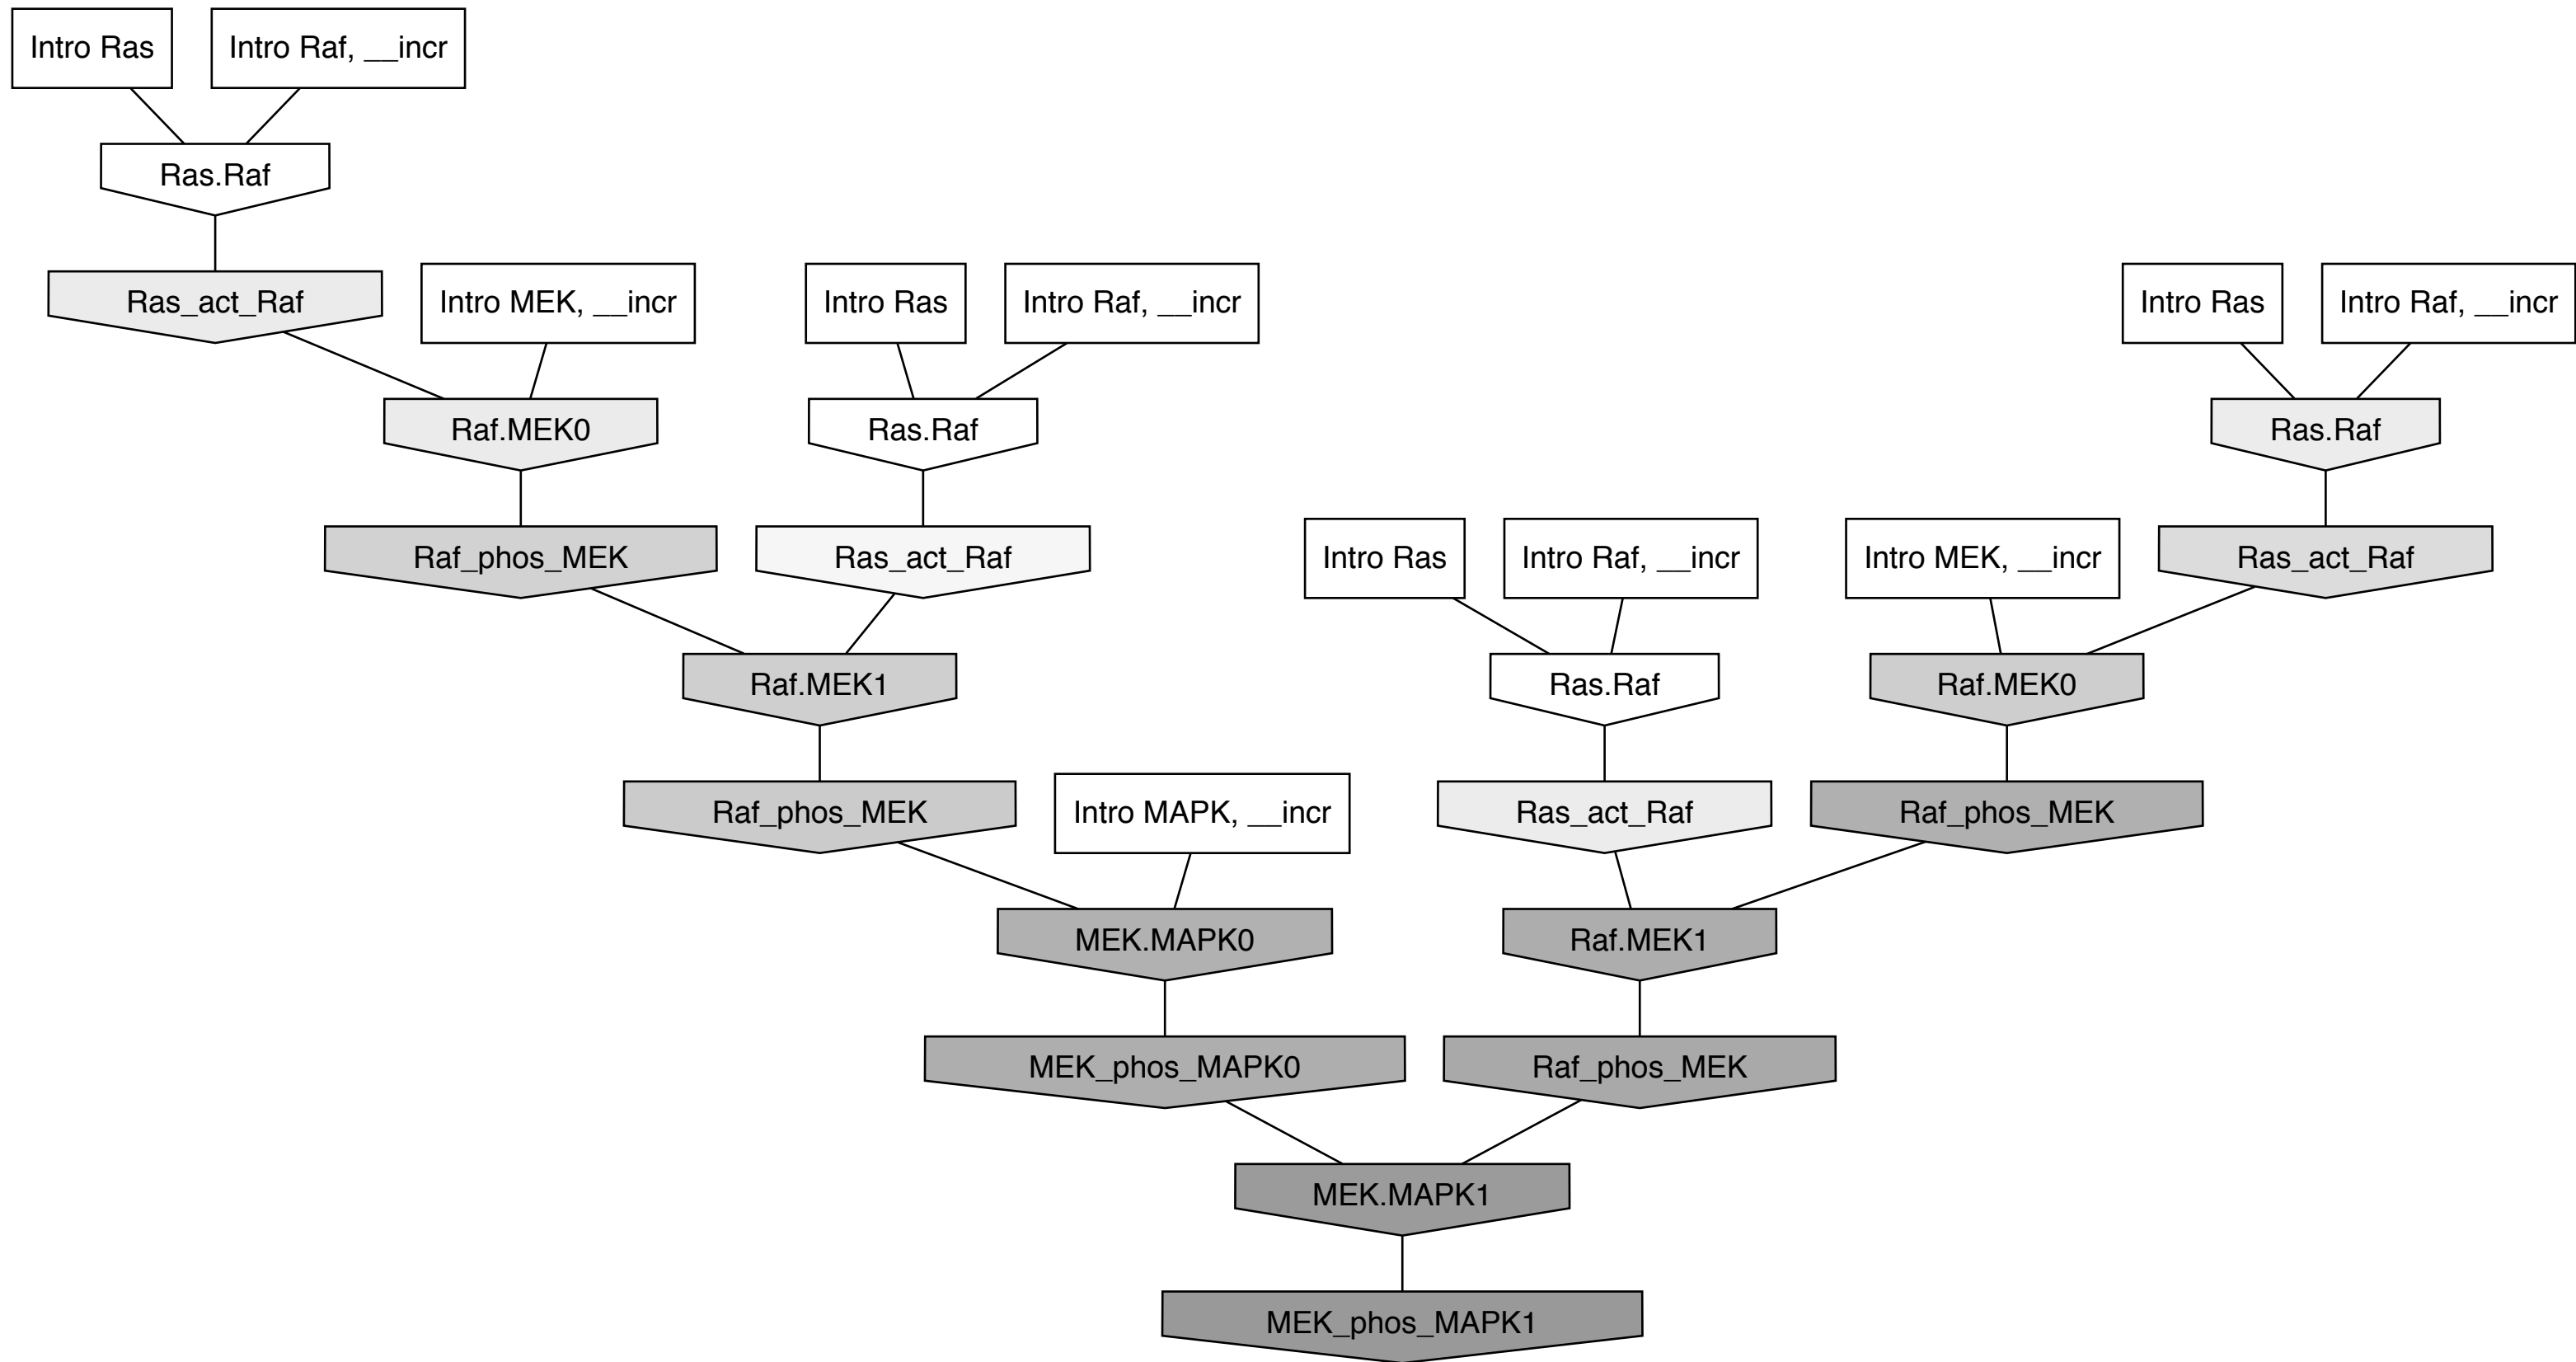 Intro Ras
Intro Raf, __incr
Ras.Raf
Ras_act_Raf
Intro MEK, __incr
Intro Ras
Intro Raf, __incr
Intro Ras
Intro Raf, __incr
Raf.MEK0
Ras.Raf
Ras.Raf
Raf_phos_MEK
Ras_act_Raf
Intro Ras
Intro Raf, __incr
Intro MEK, __incr
Ras_act_Raf
Raf.MEK1
Ras.Raf
Raf.MEK0
Raf_phos_MEK
Intro MAPK, __incr
Ras_act_Raf
Raf_phos_MEK
MEK.MAPK0
Raf.MEK1
MEK_phos_MAPK0
Raf_phos_MEK
MEK.MAPK1
MEK_phos_MAPK1